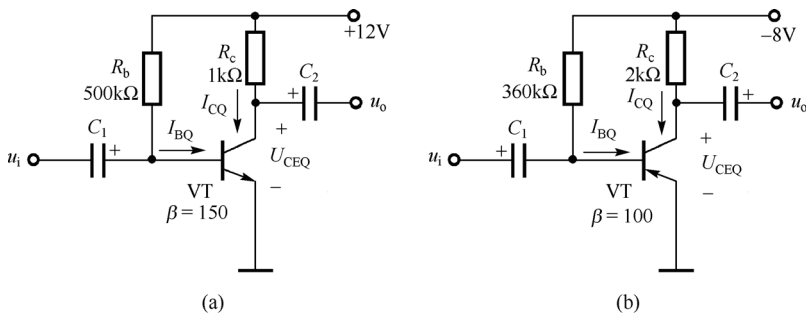 +12V
R_c
1kΩ
R_b
500kΩ
C_2
I_CQ
u_o
C_1
I_BQ
u_i
U_CEQ
VT
β = 150
(a)
−8V
R_c
2kΩ
R_b
360kΩ
C_2
I_CQ
u_o
C_1
I_BQ
u_i
U_CEQ
VT
β = 100
(b)